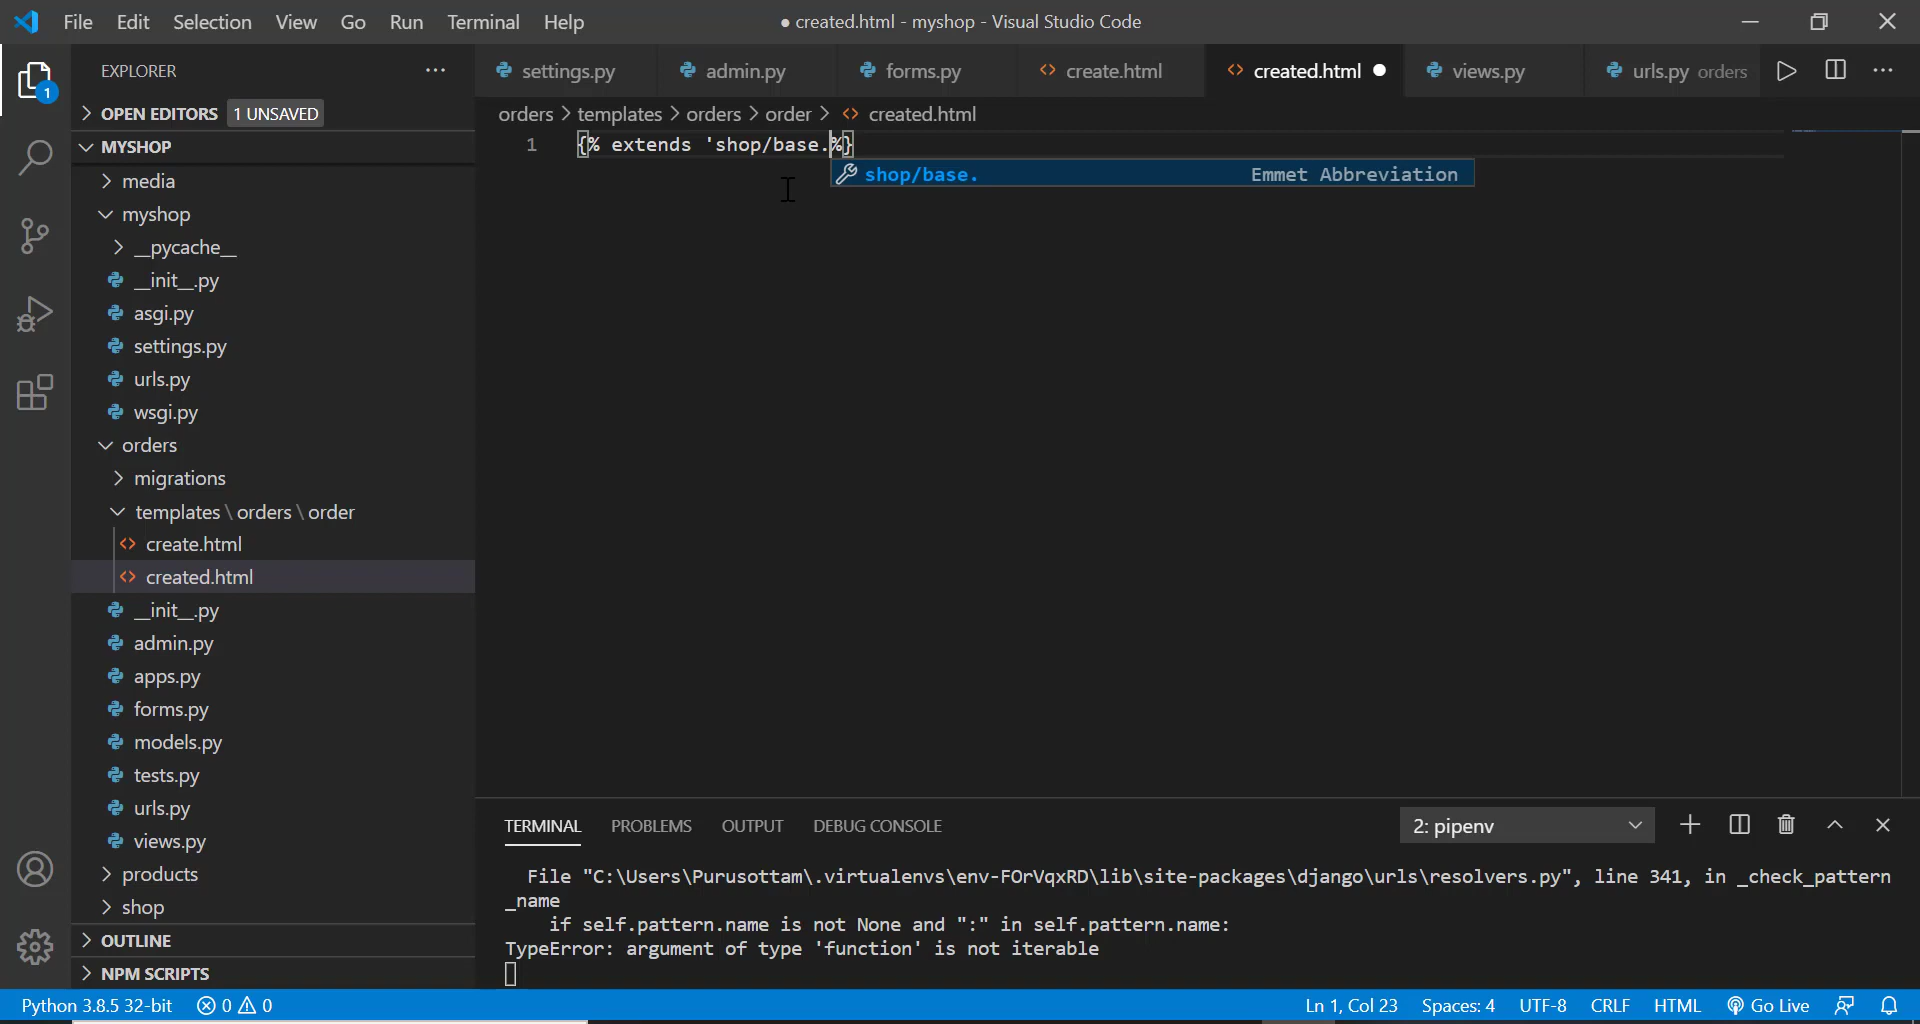 File Edit Selection View Go Run Terminal Help
● created.html - myshop - Visual Studio Code
EXPLORER
settings.py admin.py forms.py create.html created.html views.py urls.py orders
1
OPEN EDITORS 1 UNSAVED
orders > templates > orders > order > created.html
MYSHOP
1 {% extends 'shop/base.%}
shop/base. Emmet Abbreviation
media
myshop
__pycache__
__init__.py
asgi.py
settings.py
urls.py
wsgi.py
orders
migrations
templates \ orders \ order
create.html
created.html
__init__.py
admin.py
apps.py
forms.py
models.py
tests.py
urls.py
views.py
products
shop
OUTLINE
NPM SCRIPTS
TERMINAL PROBLEMS OUTPUT DEBUG CONSOLE 2: pipenv
File "C:\Users\Purusottam\.virtualenvs\env-FOrVqxRD\lib\site-packages\django\urls\resolvers.py", line 341, in _check_pattern
_name
if self.pattern.name is not None and ":" in self.pattern.name:
TypeError: argument of type 'function' is not iterable
Python 3.8.5 32-bit 0 0 Ln 1, Col 23 Spaces: 4 UTF-8 CRLF HTML Go Live